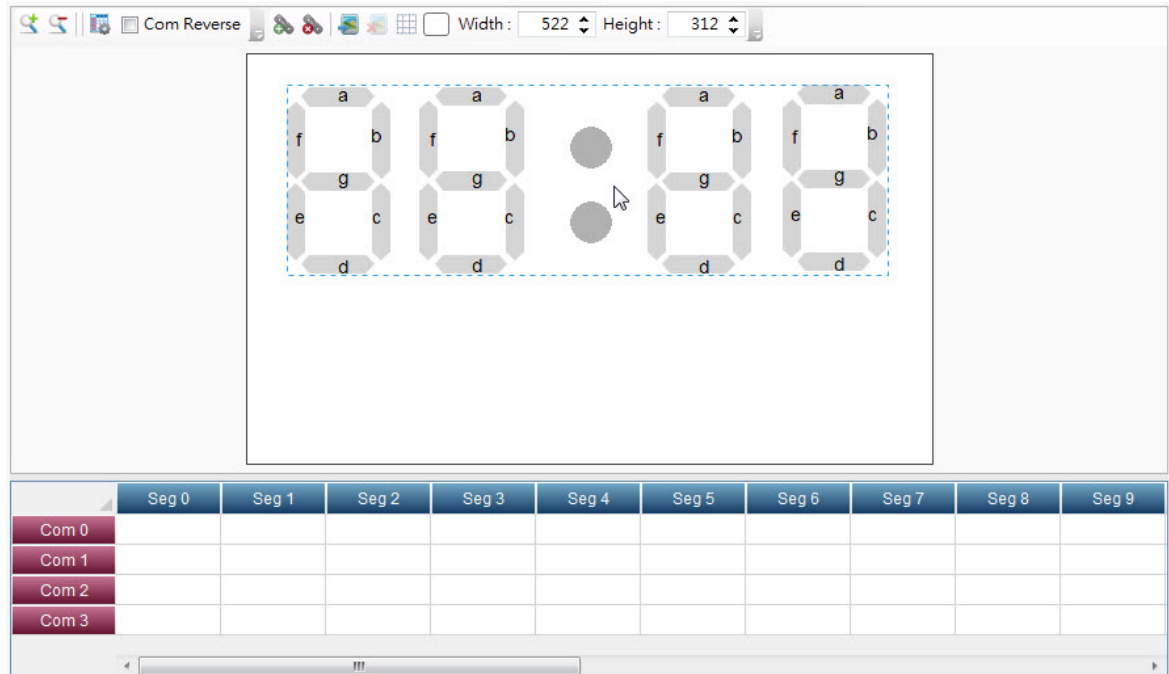 Com Reverse Width : 522 Height : 312
a a a a
f b f b f b f b
g g g g
e c e c e c e c
d d d d
Seg 0 Seg 1 Seg 2 Seg 3 Seg 4 Seg 5 Seg 6 Seg 7 Seg 8 Seg 9
Com 0
Com 1
Com 2
Com 3